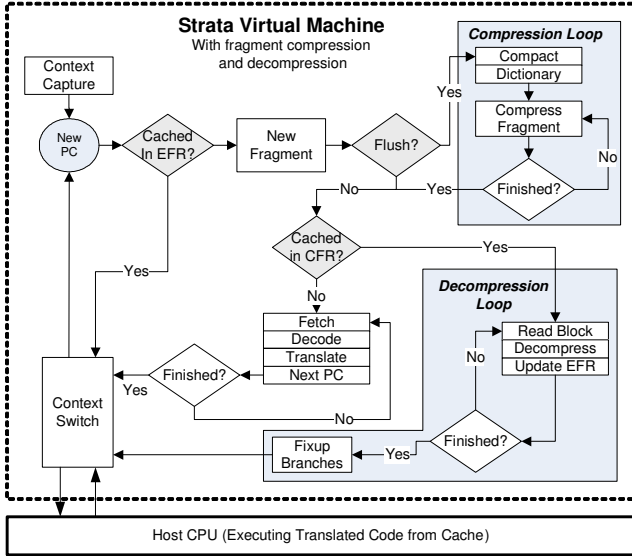 Strata Virtual Machine
With fragment compression
and decompression
Context
Capture
New
PC
Cached
In EFR?
New
Fragment
Flush?
Yes
Compression Loop
Compact
Dictionary
Compress
Fragment
No
Finished?
Yes
No
Cached
in CFR?
Yes
Yes
No
Fetch
Decode
Translate
Next PC
Finished?
Yes
No
Context
Switch
Decompression
Loop
Read Block
Decompress
Update EFR
No
Finished?
Yes
Fixup
Branches
Host CPU (Executing Translated Code from Cache)